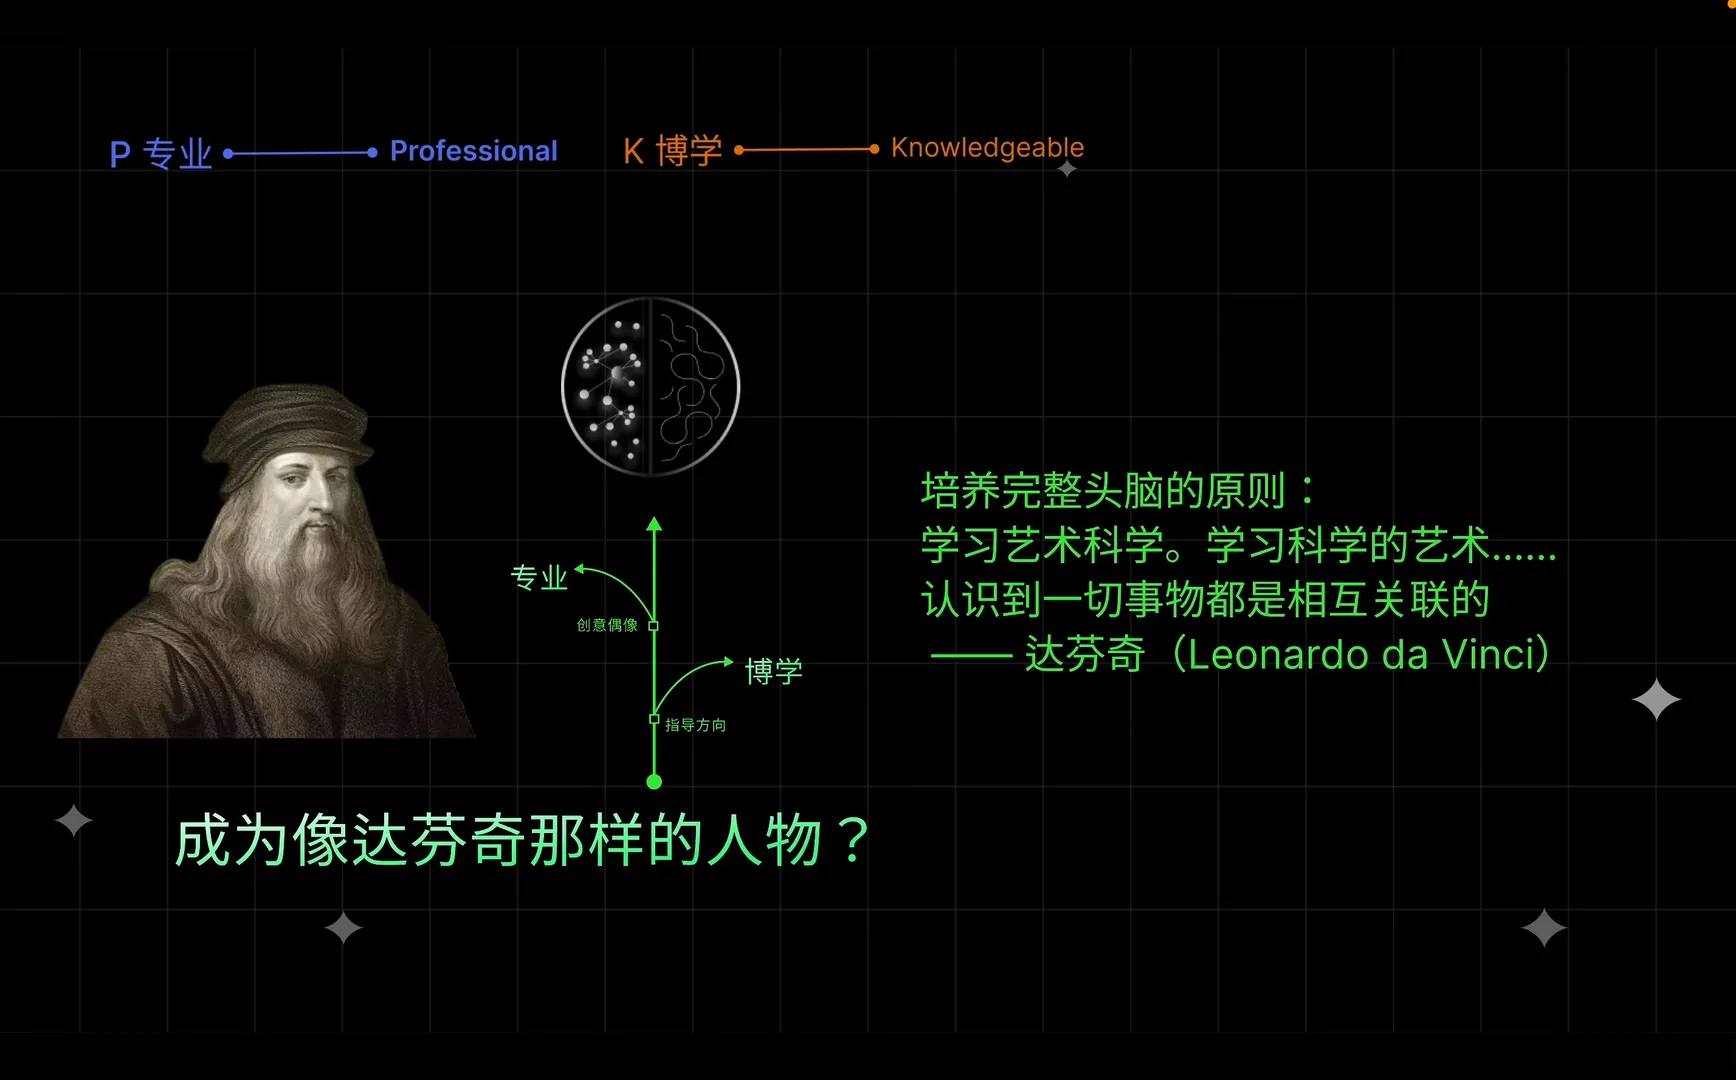 P 专业 Professional
K 博学 Knowledgeable
专业
创意偶像
博学
指导方向
成为像达芬奇那样的人物？
培养完整头脑的原则：
学习艺术科学。学习科学的艺术......
认识到一切事物都是相互关联的
—— 达芬奇（Leonardo da Vinci）